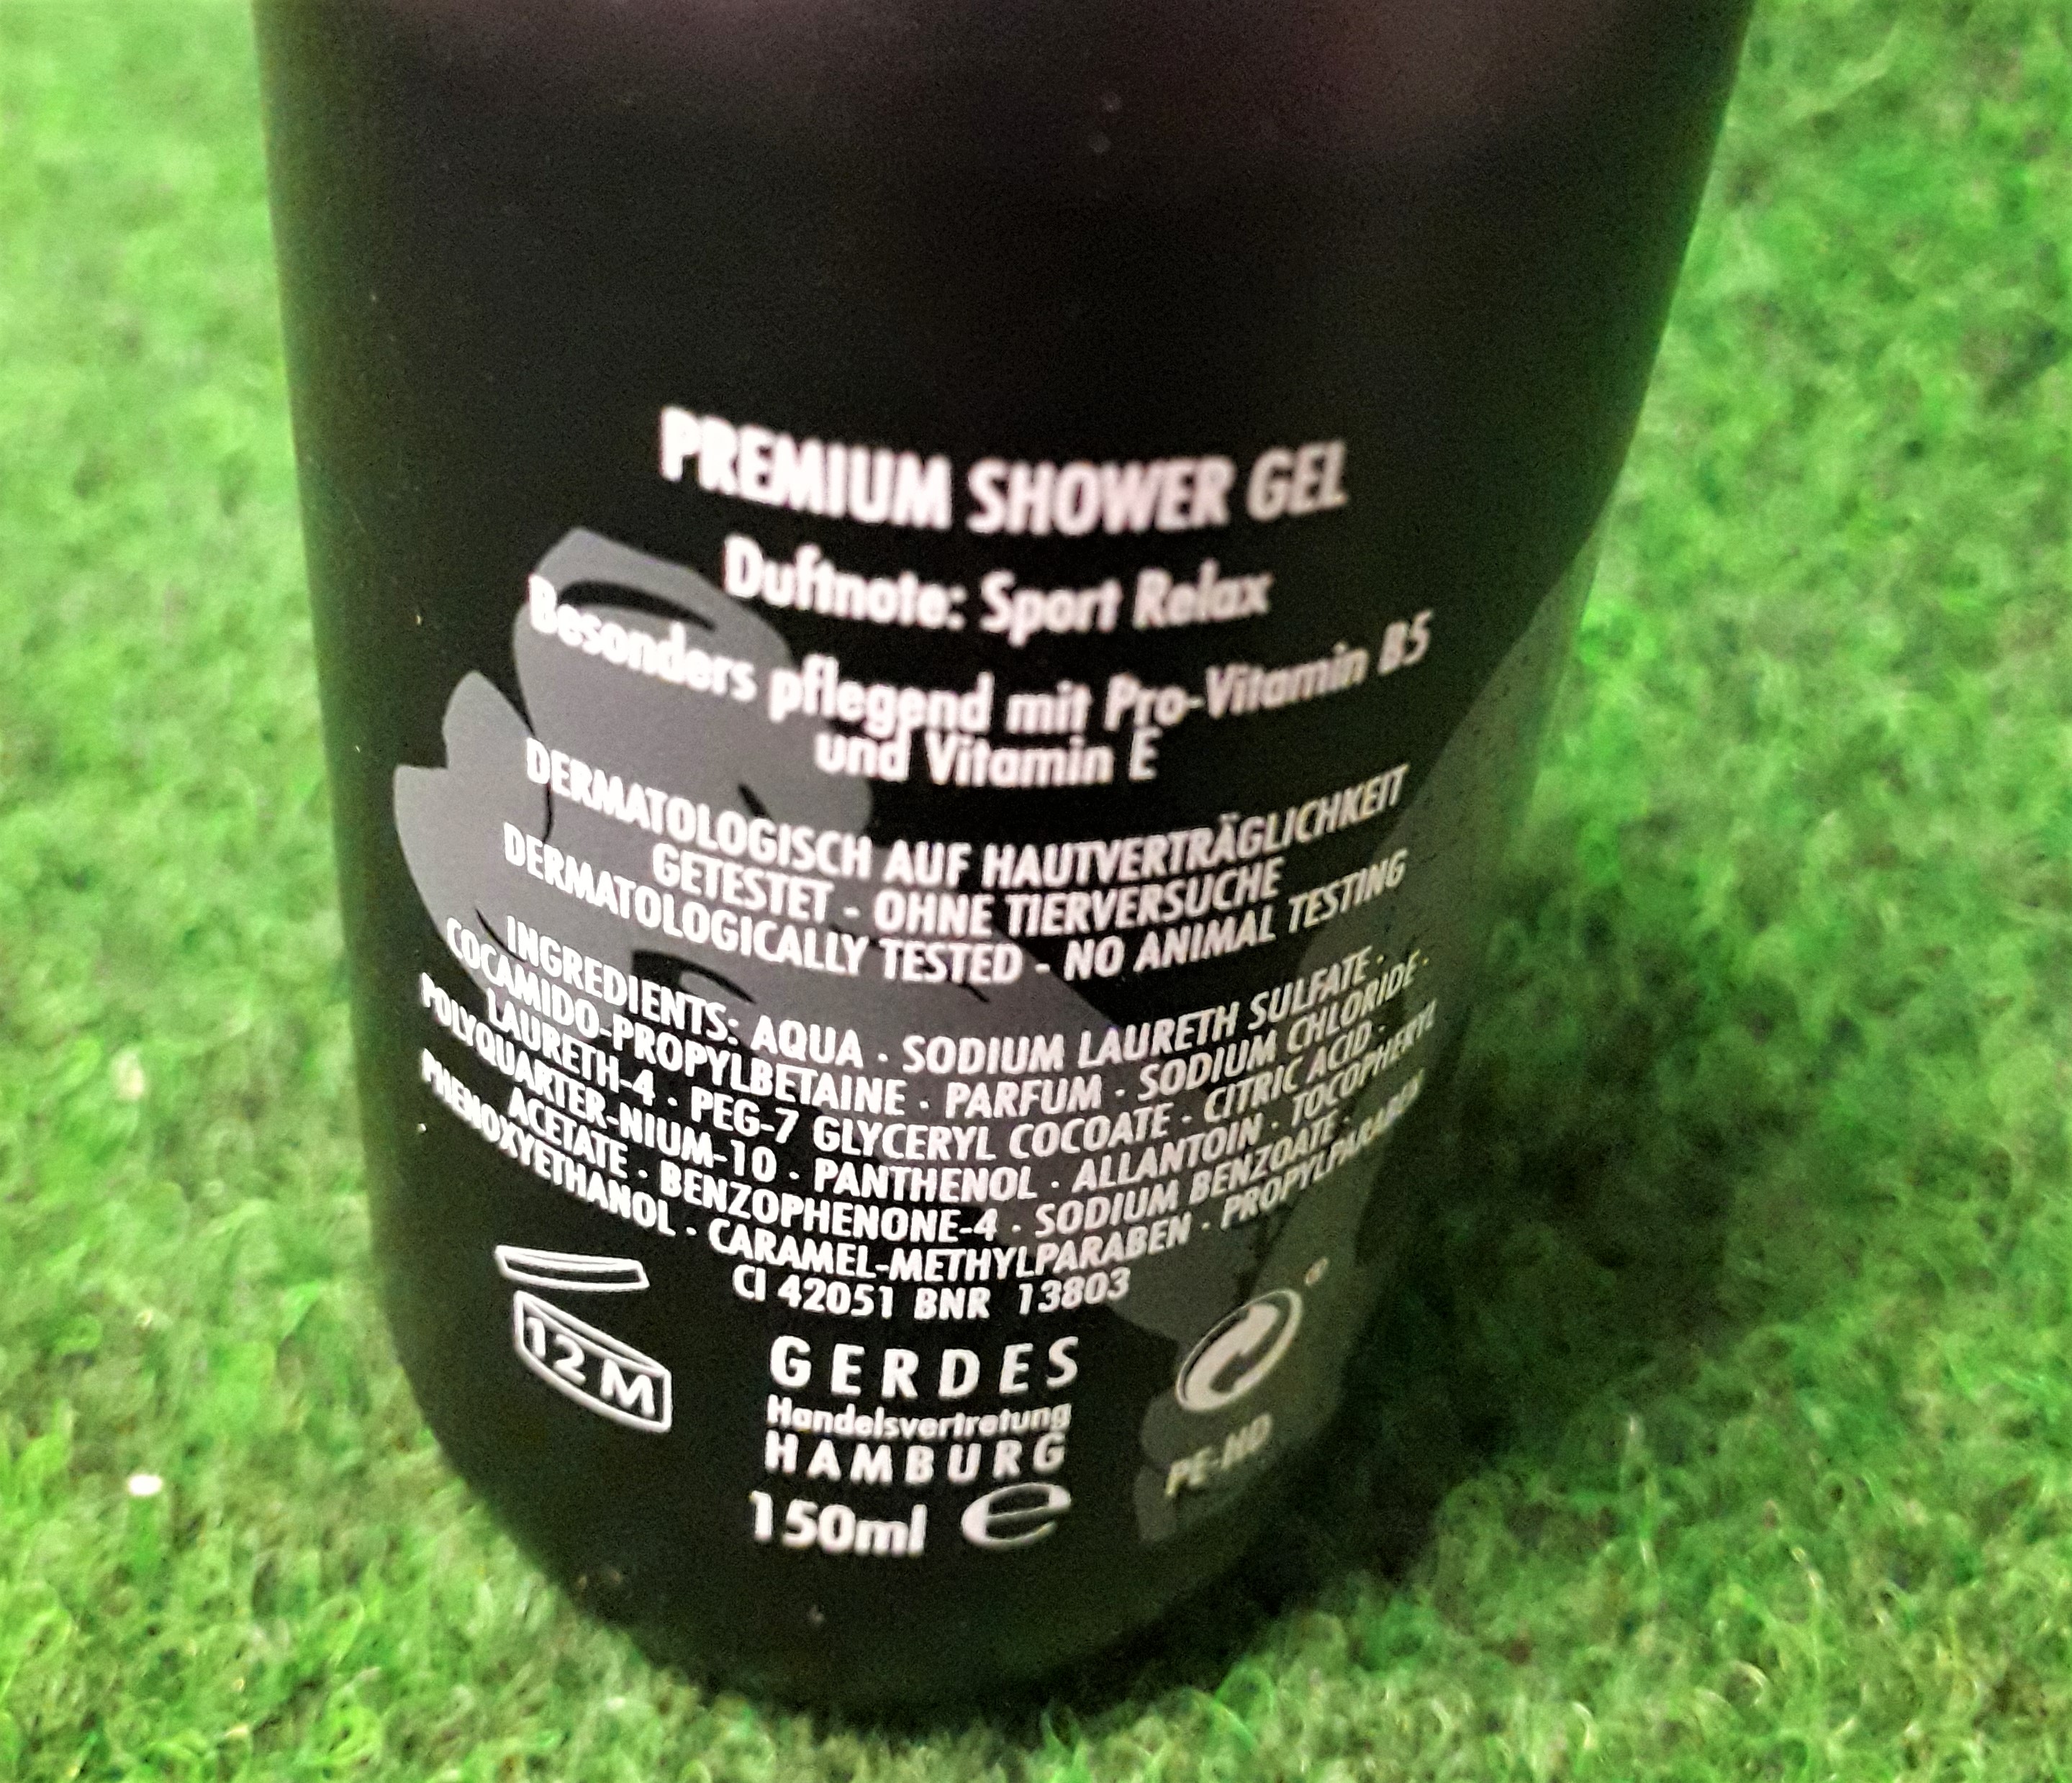 PREMIUM SHOWER GEL
Duftnote: Sport Relax
Besonders pflegend mit Pro-Vitamin B5
und Vitamin E
DERMATOLOGISCH AUF HAUTVERTRÄGLICHKEIT
GETESTET - OHNE TIERVERSUCHE
DERMATOLOGICALLY TESTED - NO ANIMAL TESTING
INGREDIENTS: AQUA · SODIUM LAURETH SULFATE ·
COCAMIDO-PROPYLBETAINE · PARFUM · SODIUM CHLORIDE ·
LAURETH-4 · PEG-7 GLYCERYL COCOATE · CITRIC ACID ·
POLYQUARTER-NIUM-10 · PANTHENOL · ALLANTOIN · TOCOPHERYL
ACETATE · BENZOPHENONE-4 · SODIUM BENZOATE ·
PHENOXYETHANOL · CARAMEL-METHYLPARABEN · PROPYLPARABEN
CI 42051 BNR 13803
12 M
GERDES
Handelsvertretung
HAMBURG
150ml e
PE-HD